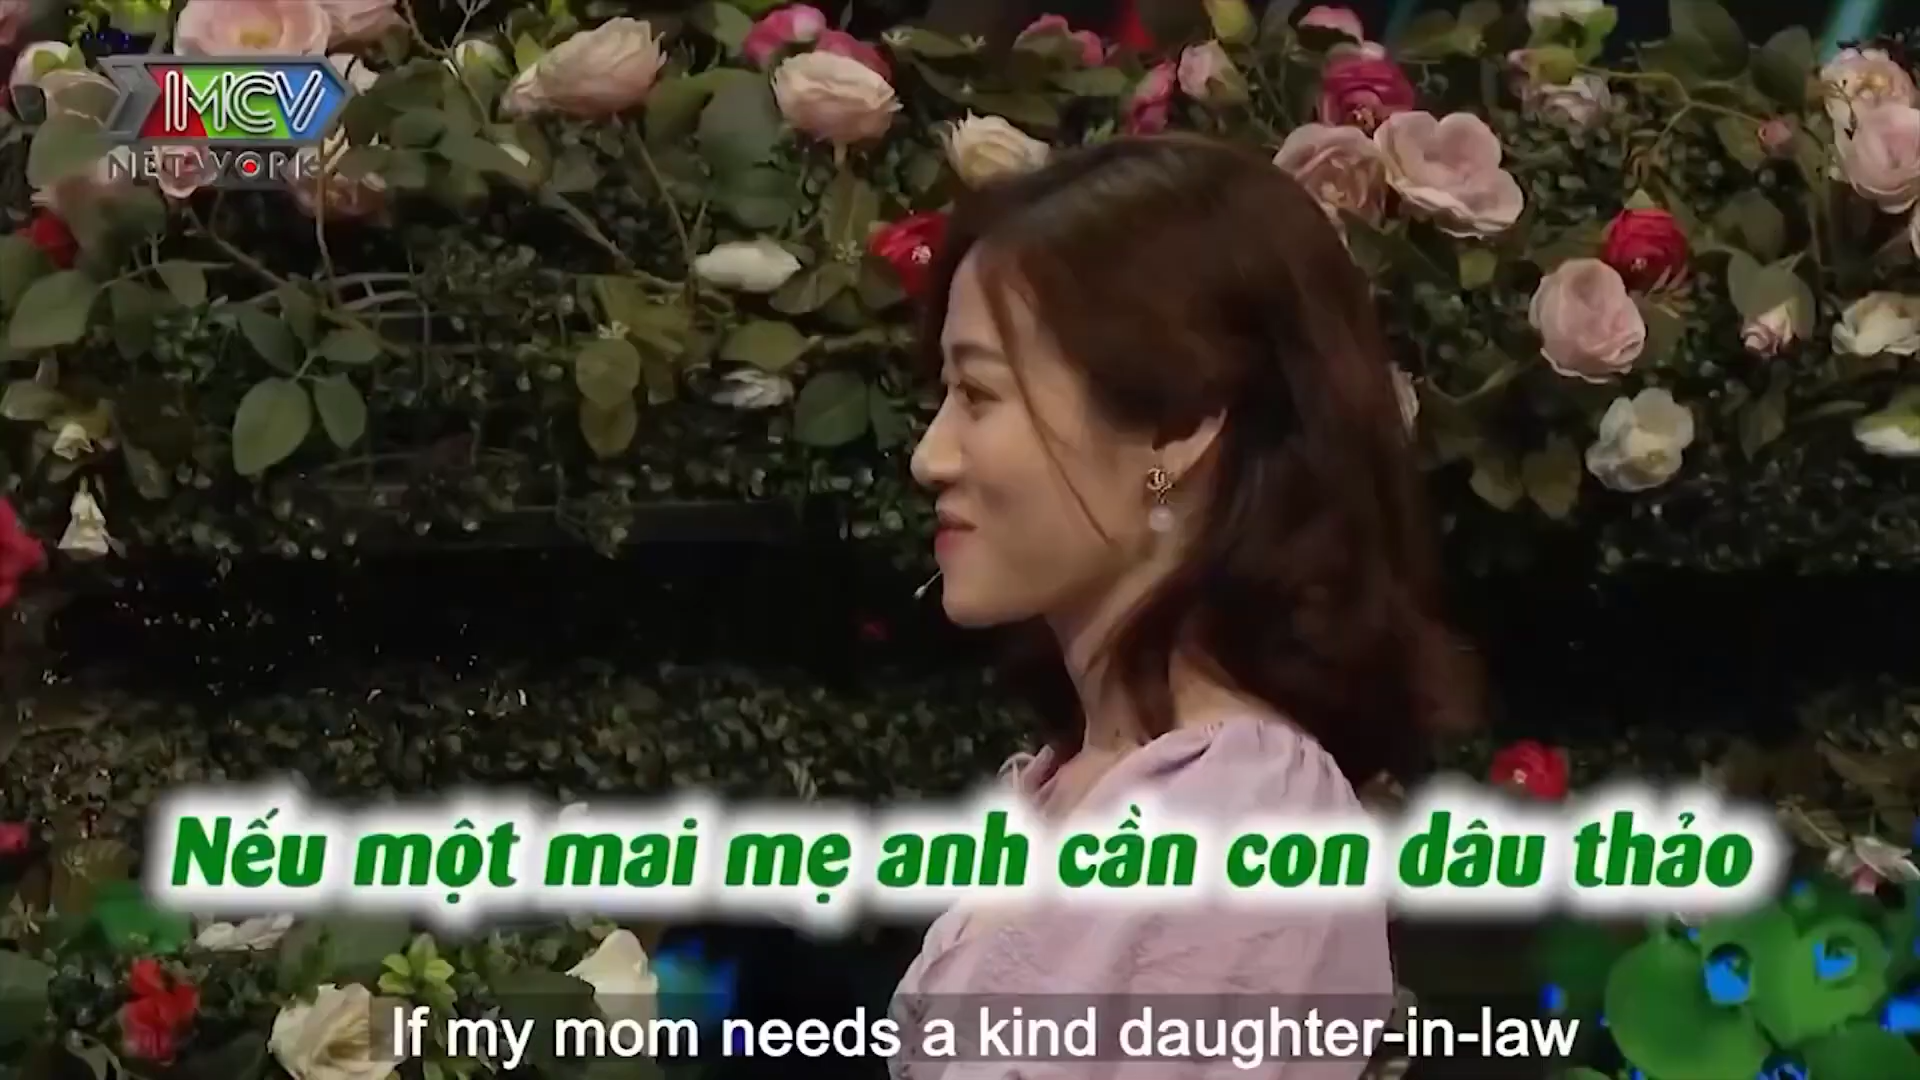 MCV
NETWORK
Nếu một mai mẹ anh cần con dâu thảo
If my mom needs a kind daughter-in-law